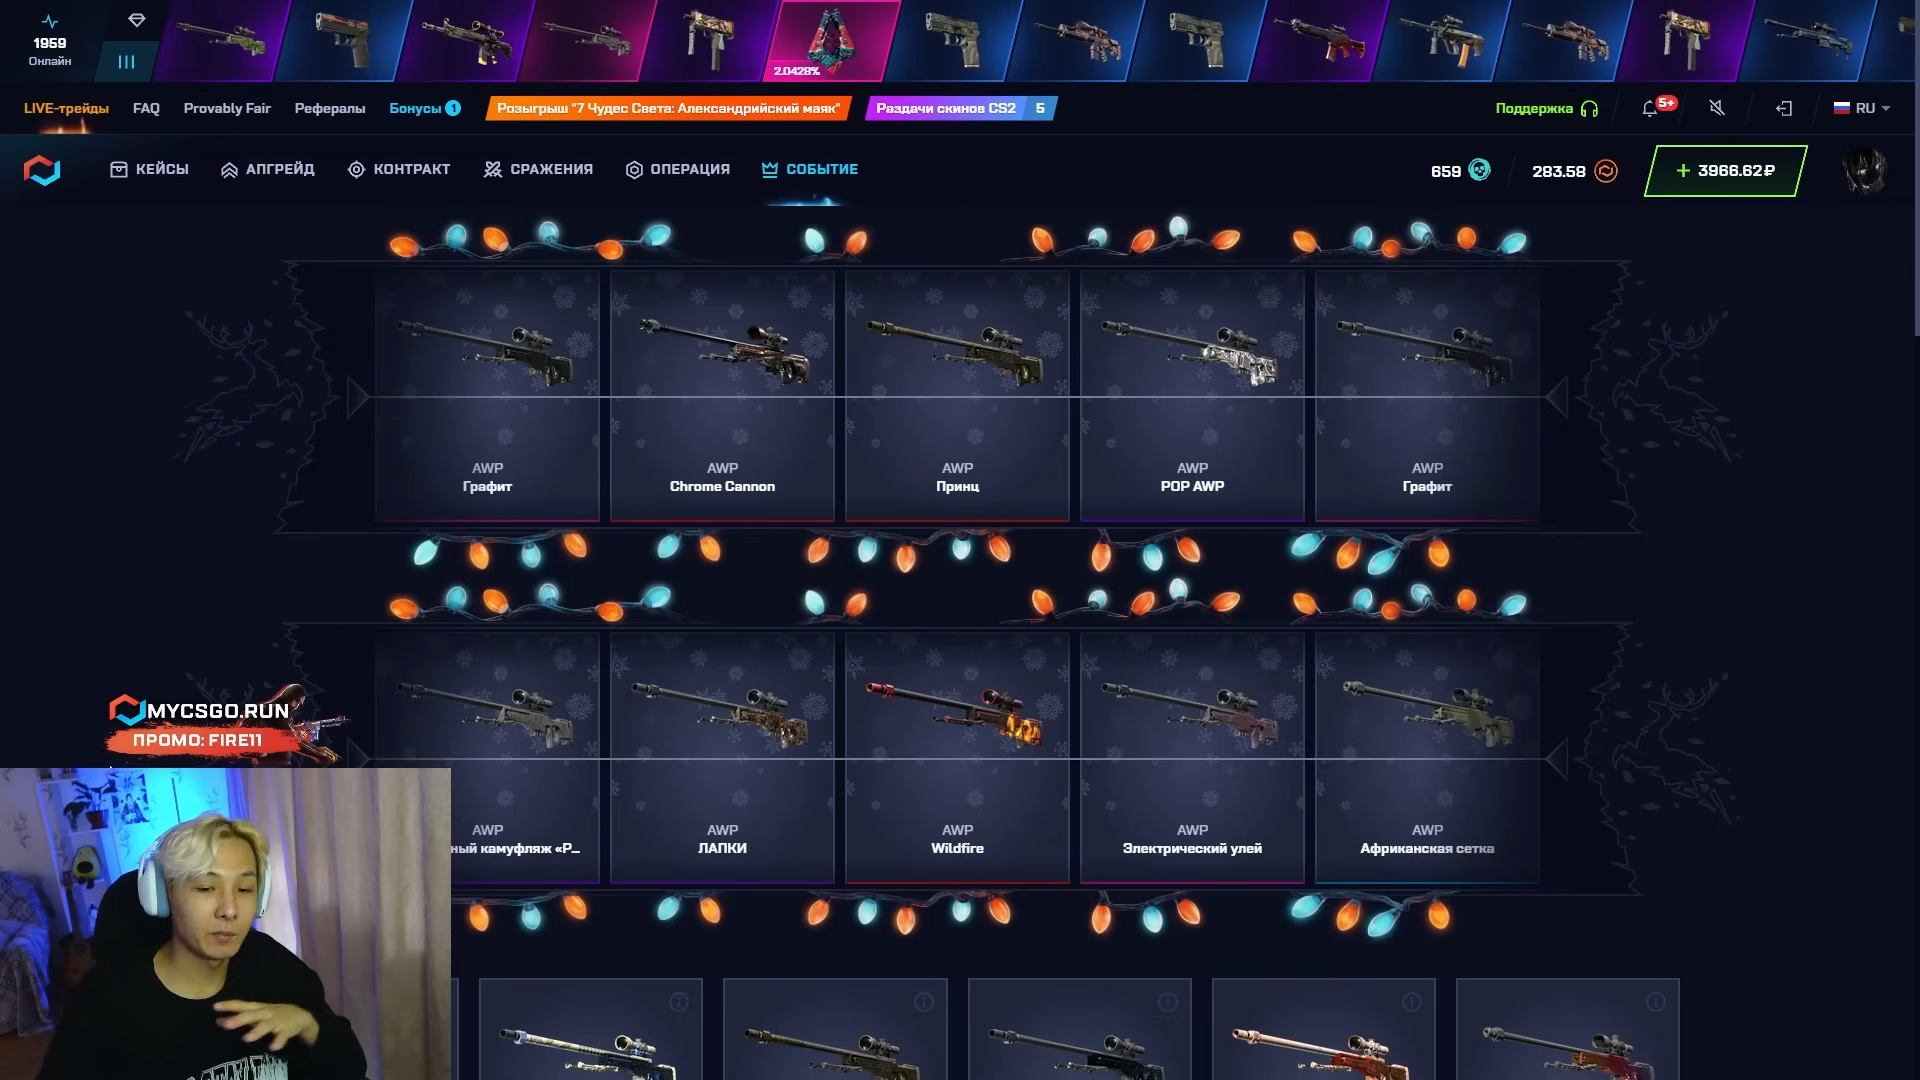 1959
Онлайн
2.0428%
LIVE-трейды
FAQ
Provably Fair
Рефералы
Бонусы 1
Розыгрыш "7 Чудес Света: Александрийский маяк"
Раздачи скинов CS2 5
Поддержка
5+
RU
КЕЙСЫ
АПГРЕЙД
КОНТРАКТ
СРАЖЕНИЯ
ОПЕРАЦИЯ
СОБЫТИЕ
659
283.58
+ 3966.62₽
AWP
Графит
AWP
Chrome Cannon
AWP
Принц
AWP
POP AWP
AWP
Графит
MYCSGO.RUN
ПРОМО: FIRE11
AWP
ный камуфляж «Р...
AWP
ЛАПКИ
AWP
Wildfire
AWP
Электрический улей
AWP
Африканская сетка